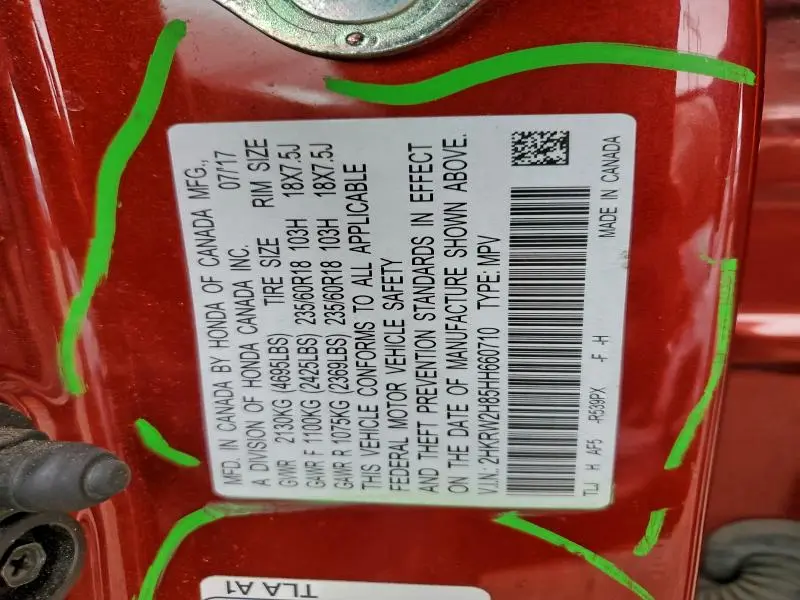 MFD. IN CANADA BY HONDA OF CANADA MFG.,
A DIVISION OF HONDA CANADA INC. 07/17
GVWR 2130KG (4695LBS) TIRE SIZE RIM SIZE
GAWR F 1100KG (2425LBS) 235/60R18 103H 18X7.5J
GAWR R 1075KG (2369LBS) 235/60R18 103H 18X7.5J
THIS VEHICLE CONFORMS TO ALL APPLICABLE
FEDERAL MOTOR VEHICLE SAFETY
AND THEFT PREVENTION STANDARDS IN EFFECT
ON THE DATE OF MANUFACTURE SHOWN ABOVE.
V.I.N.: 2HKRW2H85HH660710 TYPE: MPV
TLJ H AF5 -R539PX -F -H MADE IN CANADA
TLA A1